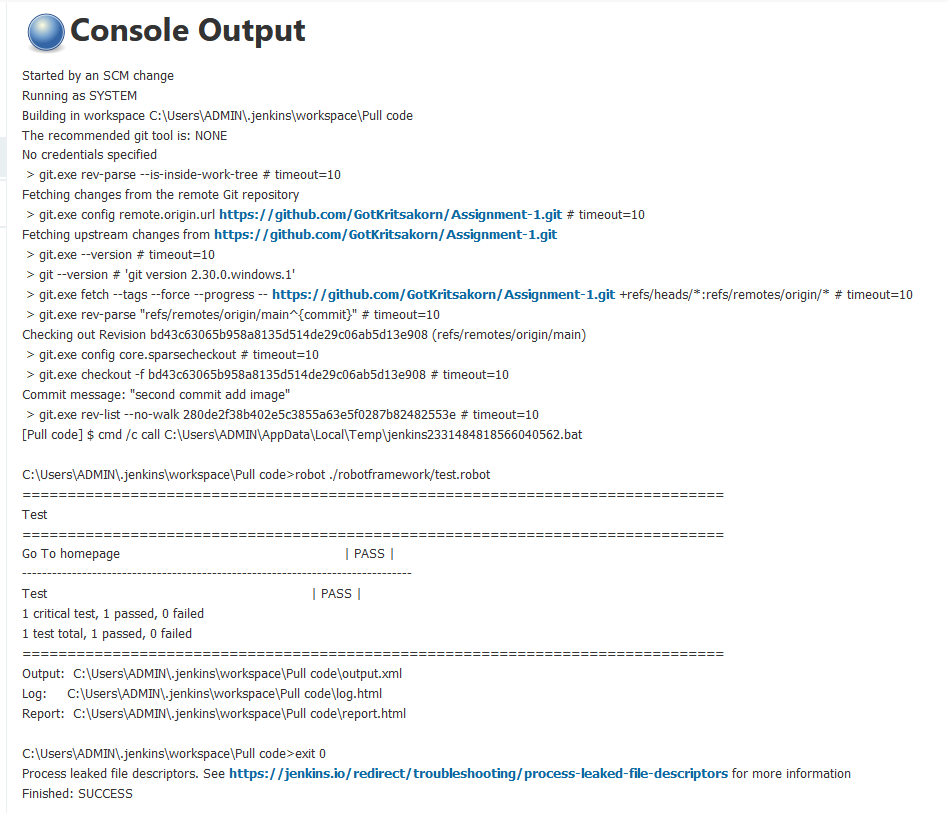 Console Output
Started by an SCM change
Running as SYSTEM
Building in workspace C:\Users\ADMIN\.jenkins\workspace\Pull code
The recommended git tool is: NONE
No credentials specified
> git.exe rev-parse --is-inside-work-tree # timeout=10
Fetching changes from the remote Git repository
> git.exe config remote.origin.url https://github.com/GotKritsakorn/Assignment-1.git # timeout=10
Fetching upstream changes from https://github.com/GotKritsakorn/Assignment-1.git
> git.exe --version # timeout=10
> git --version # 'git version 2.30.0.windows.1'
> git.exe fetch --tags --force --progress -- https://github.com/GotKritsakorn/Assignment-1.git +refs/heads/*:refs/remotes/origin/* # timeout=10
> git.exe rev-parse "refs/remotes/origin/main^{commit}" # timeout=10
Checking out Revision bd43c63065b958a8135d514de29c06ab5d13e908 (refs/remotes/origin/main)
> git.exe config core.sparsecheckout # timeout=10
> git.exe checkout -f bd43c63065b958a8135d514de29c06ab5d13e908 # timeout=10
Commit message: "second commit add image"
> git.exe rev-list --no-walk 280de2f38b402e5c3855a63e5f0287b82482553e # timeout=10
[Pull code] $ cmd /c call C:\Users\ADMIN\AppData\Local\Temp\jenkins2331484818566040562.bat
C:\Users\ADMIN\.jenkins\workspace\Pull code>robot ./robotframework/test.robot
==============================================================================
Test
==============================================================================
Go To homepage | PASS |
------------------------------------------------------------------------------
Test | PASS |
1 critical test, 1 passed, 0 failed
1 test total, 1 passed, 0 failed
==============================================================================
Output: C:\Users\ADMIN\.jenkins\workspace\Pull code\output.xml
Log: C:\Users\ADMIN\.jenkins\workspace\Pull code\log.html
Report: C:\Users\ADMIN\.jenkins\workspace\Pull code\report.html
C:\Users\ADMIN\.jenkins\workspace\Pull code>exit 0
Process leaked file descriptors. See https://jenkins.io/redirect/troubleshooting/process-leaked-file-descriptors for more information
Finished: SUCCESS